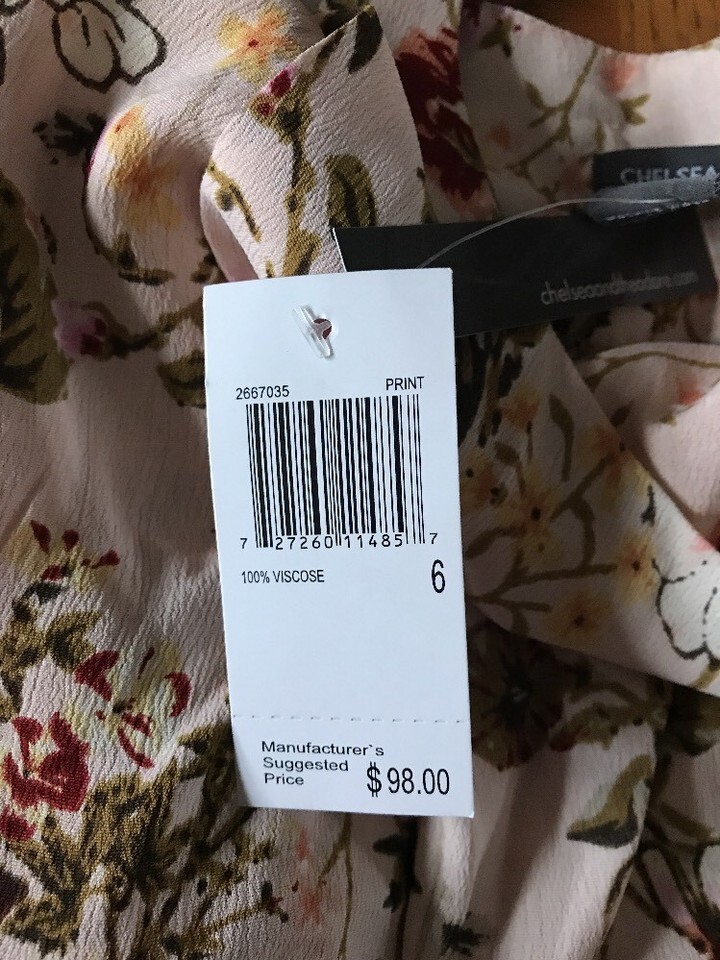 CHELSEA
chelseaandtheodore.com
2667035 PRINT
7 27260 11485 7
100% VISCOSE 6
Manufacturer`s
Suggested
Price $98.00